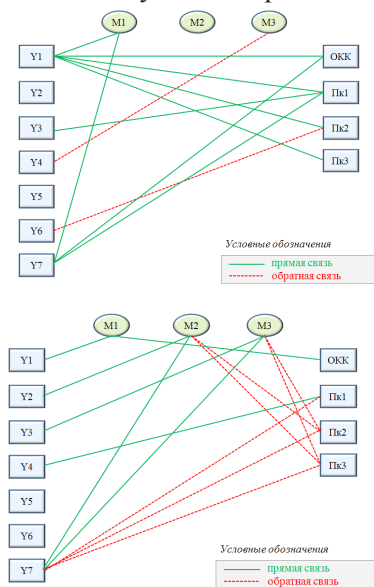 M1 M2 M3
Y1 ОКК
Y2 Пк1
Y3 Пк2
Y4 Пк3
Y5
Y6
Y7
Условные обозначения
прямая связь
обратная связь
M1 M2 M3
Y1 ОКК
Y2 Пк1
Y3 Пк2
Y4 Пк3
Y5
Y6
Y7
Условные обозначения
прямая связь
обратная связь